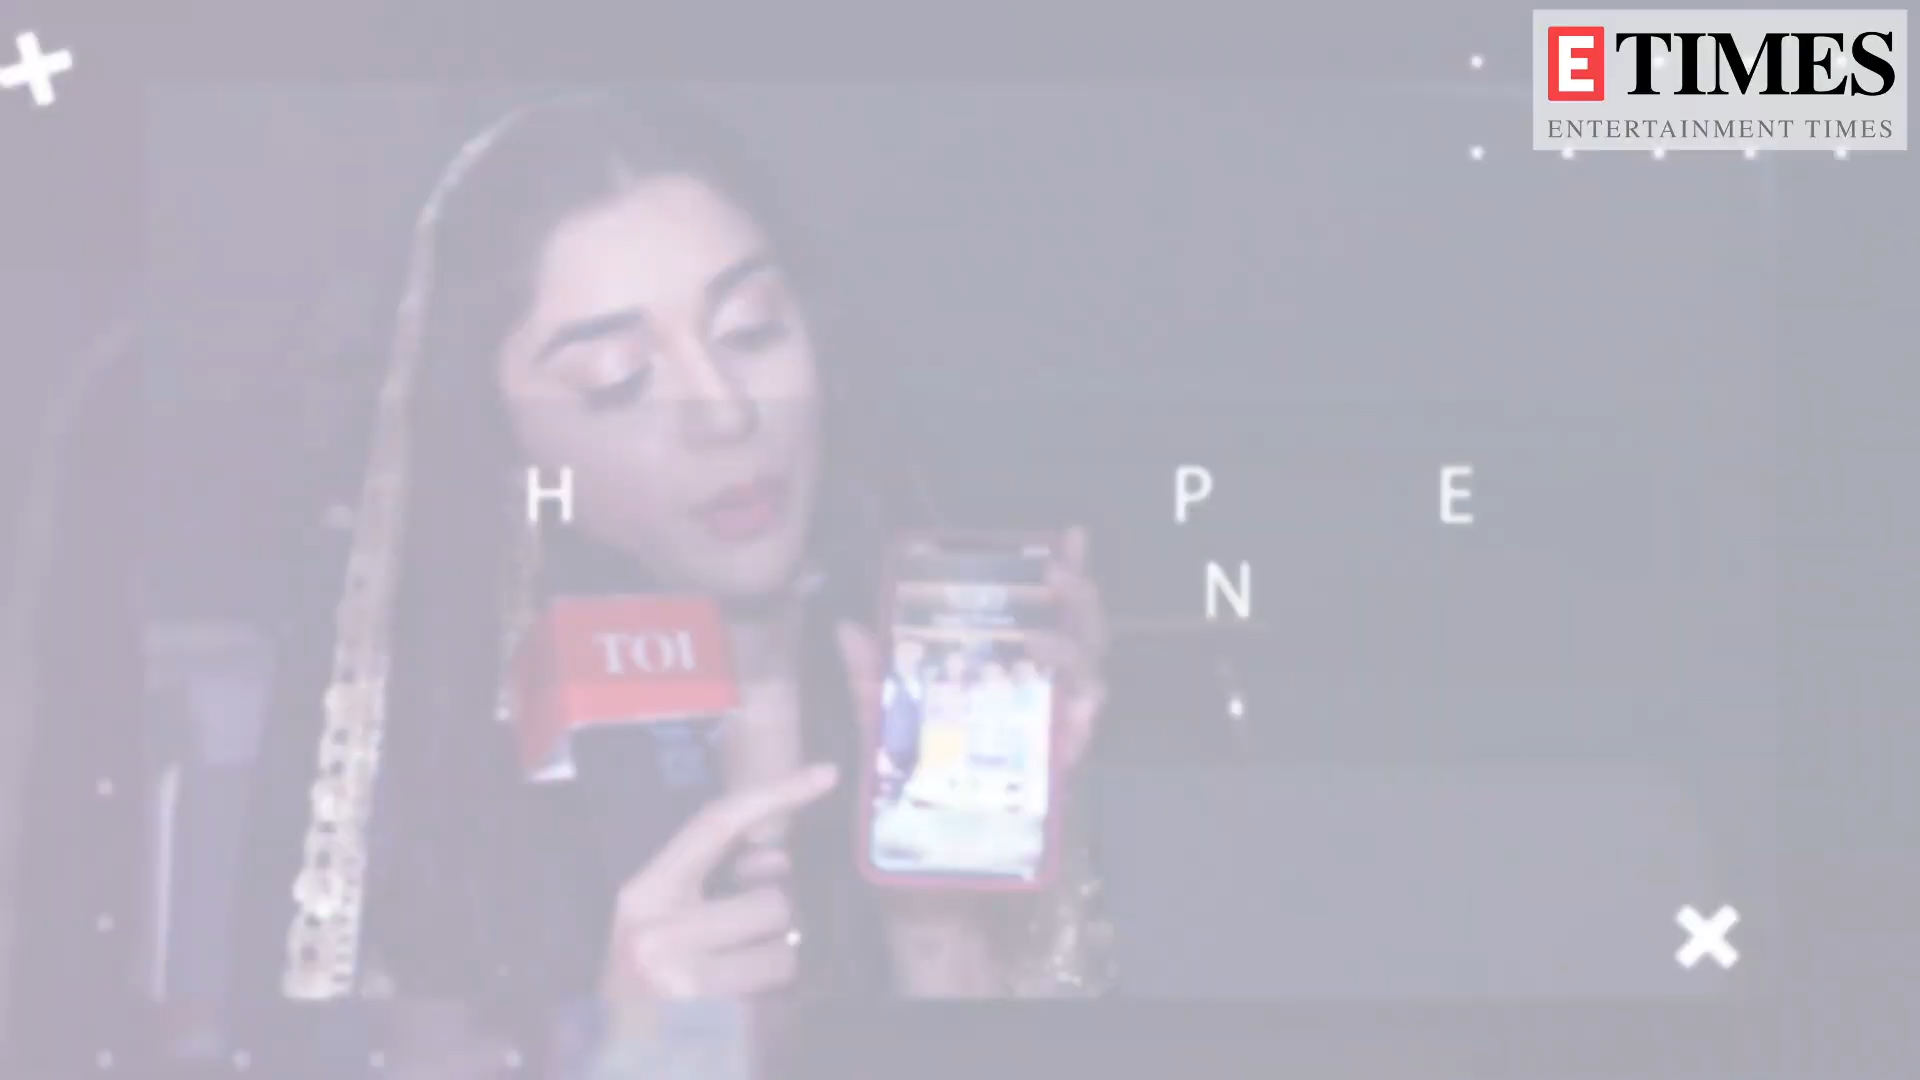 E TIMES
ENTERTAINMENT TIMES
H P E
N
TOI